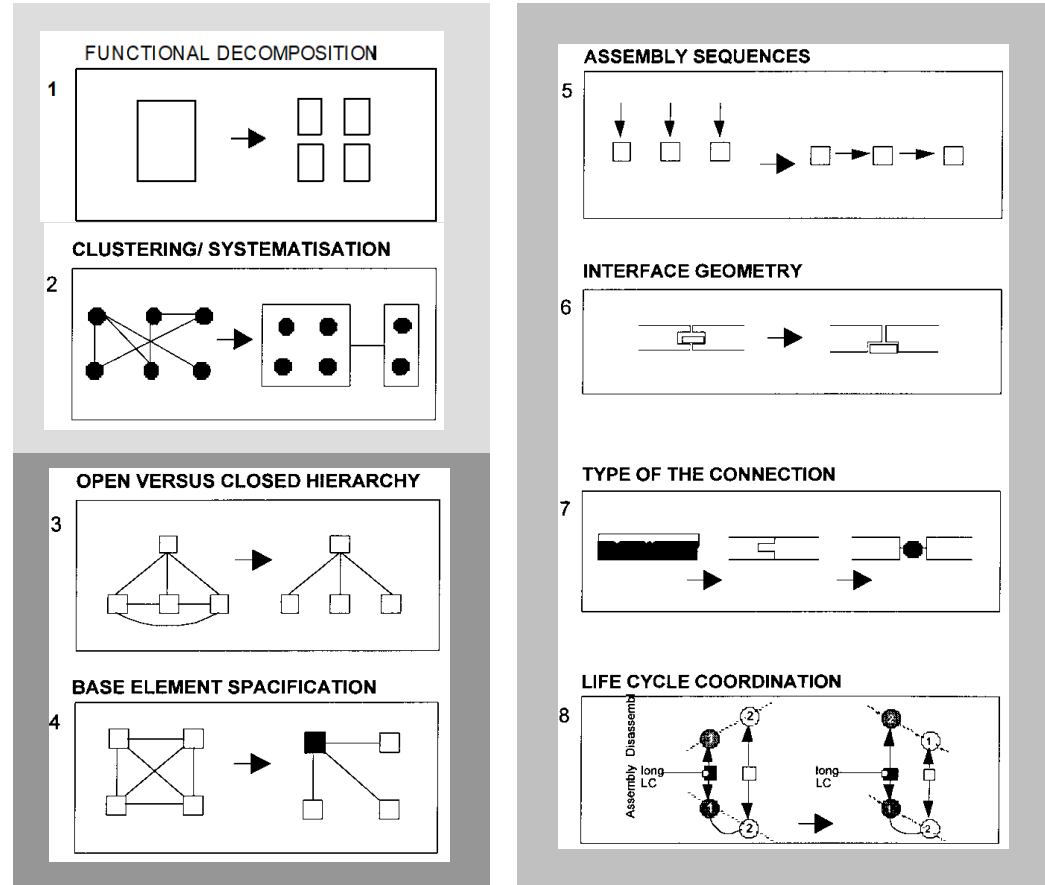 FUNCTIONAL DECOMPOSITION
1
CLUSTERING/ SYSTEMATISATION
2
OPEN VERSUS CLOSED HIERARCHY
3
BASE ELEMENT SPACIFICATION
4
ASSEMBLY SEQUENCES
5
INTERFACE GEOMETRY
6
TYPE OF THE CONNECTION
7
LIFE CYCLE COORDINATION
8
Assembly Disassembl
long
LC
2
1
2
long
LC
2
1
1
2